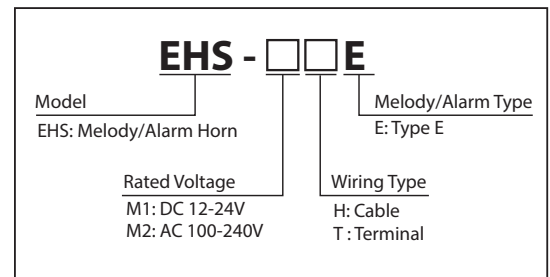 EHS - □□E
Model
EHS: Melody/Alarm Horn
Melody/Alarm Type
E: Type E
Rated Voltage
M1: DC 12-24V
M2: AC 100-240V
Wiring Type
H: Cable
T : Terminal